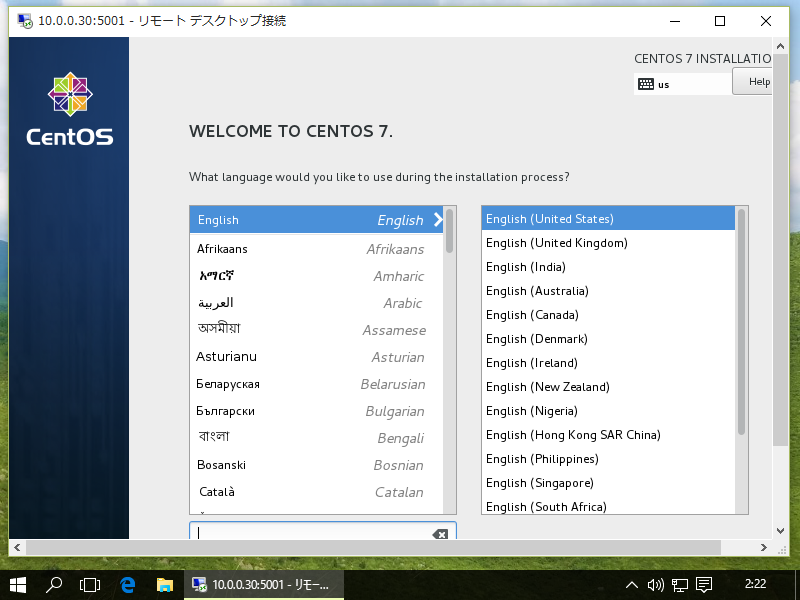 10.0.0.30:5001 - リモート デスクトップ接続
CentOS
CENTOS 7 INSTALLATIO
us
Help
WELCOME TO CENTOS 7.
What language would you like to use during the installation process?
English English
Afrikaans Afrikaans
አማርኛ Amharic
العربية Arabic
অসমীয়া Assamese
Asturianu Asturian
Беларуская Belarusian
Български Bulgarian
বাংলা Bengali
Bosanski Bosnian
Català Catalan
English (United States)
English (United Kingdom)
English (India)
English (Australia)
English (Canada)
English (Denmark)
English (Ireland)
English (New Zealand)
English (Nigeria)
English (Hong Kong SAR China)
English (Philippines)
English (Singapore)
English (South Africa)
10.0.0.30:5001 - リモー...
2:22